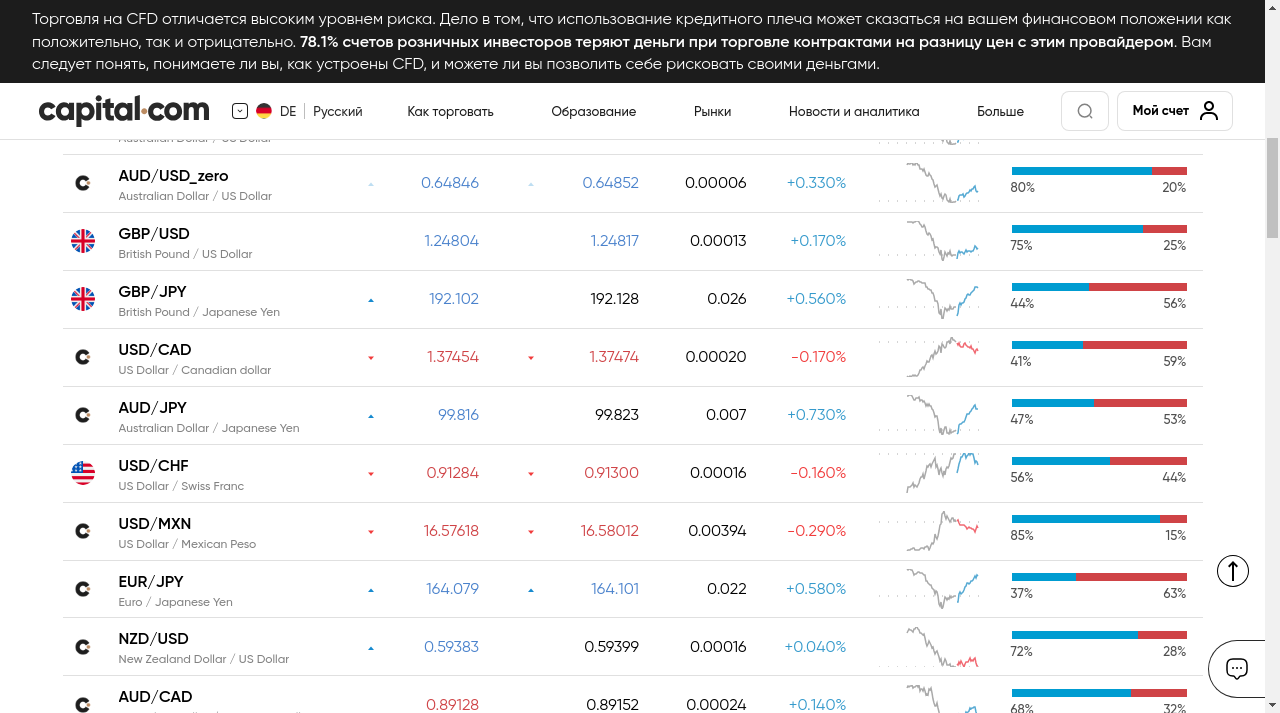 Торговля на CFD отличается высоким уровнем риска. Дело в том, что использование кредитного плеча может сказаться на вашем финансовом положении как
положительно, так и отрицательно. 78.1% счетов розничных инвесторов теряют деньги при торговле контрактами на разницу цен с этим провайдером. Вам
следует понять, понимаете ли вы, как устроены CFD, и можете ли вы позволить себе рисковать своими деньгами.
capital.com DE Русский Как торговать Образование Рынки Новости и аналитика Больше Мой счет
Australian Dollar / US Dollar
AUD/USD_zero 0.64846 0.64852 0.00006 +0.330% 80% 20%
Australian Dollar / US Dollar
GBP/USD 1.24804 1.24817 0.00013 +0.170% 75% 25%
British Pound / US Dollar
GBP/JPY 192.102 192.128 0.026 +0.560% 44% 56%
British Pound / Japanese Yen
USD/CAD 1.37454 1.37474 0.00020 -0.170% 41% 59%
US Dollar / Canadian dollar
AUD/JPY 99.816 99.823 0.007 +0.730% 47% 53%
Australian Dollar / Japanese Yen
USD/CHF 0.91284 0.91300 0.00016 -0.160% 56% 44%
US Dollar / Swiss Franc
USD/MXN 16.57618 16.58012 0.00394 -0.290% 85% 15%
US Dollar / Mexican Peso
EUR/JPY 164.079 164.101 0.022 +0.580% 37% 63%
Euro / Japanese Yen
NZD/USD 0.59383 0.59399 0.00016 +0.040% 72% 28%
New Zealand Dollar / US Dollar
AUD/CAD 0.89128 0.89152 0.00024 +0.140% 68% 32%